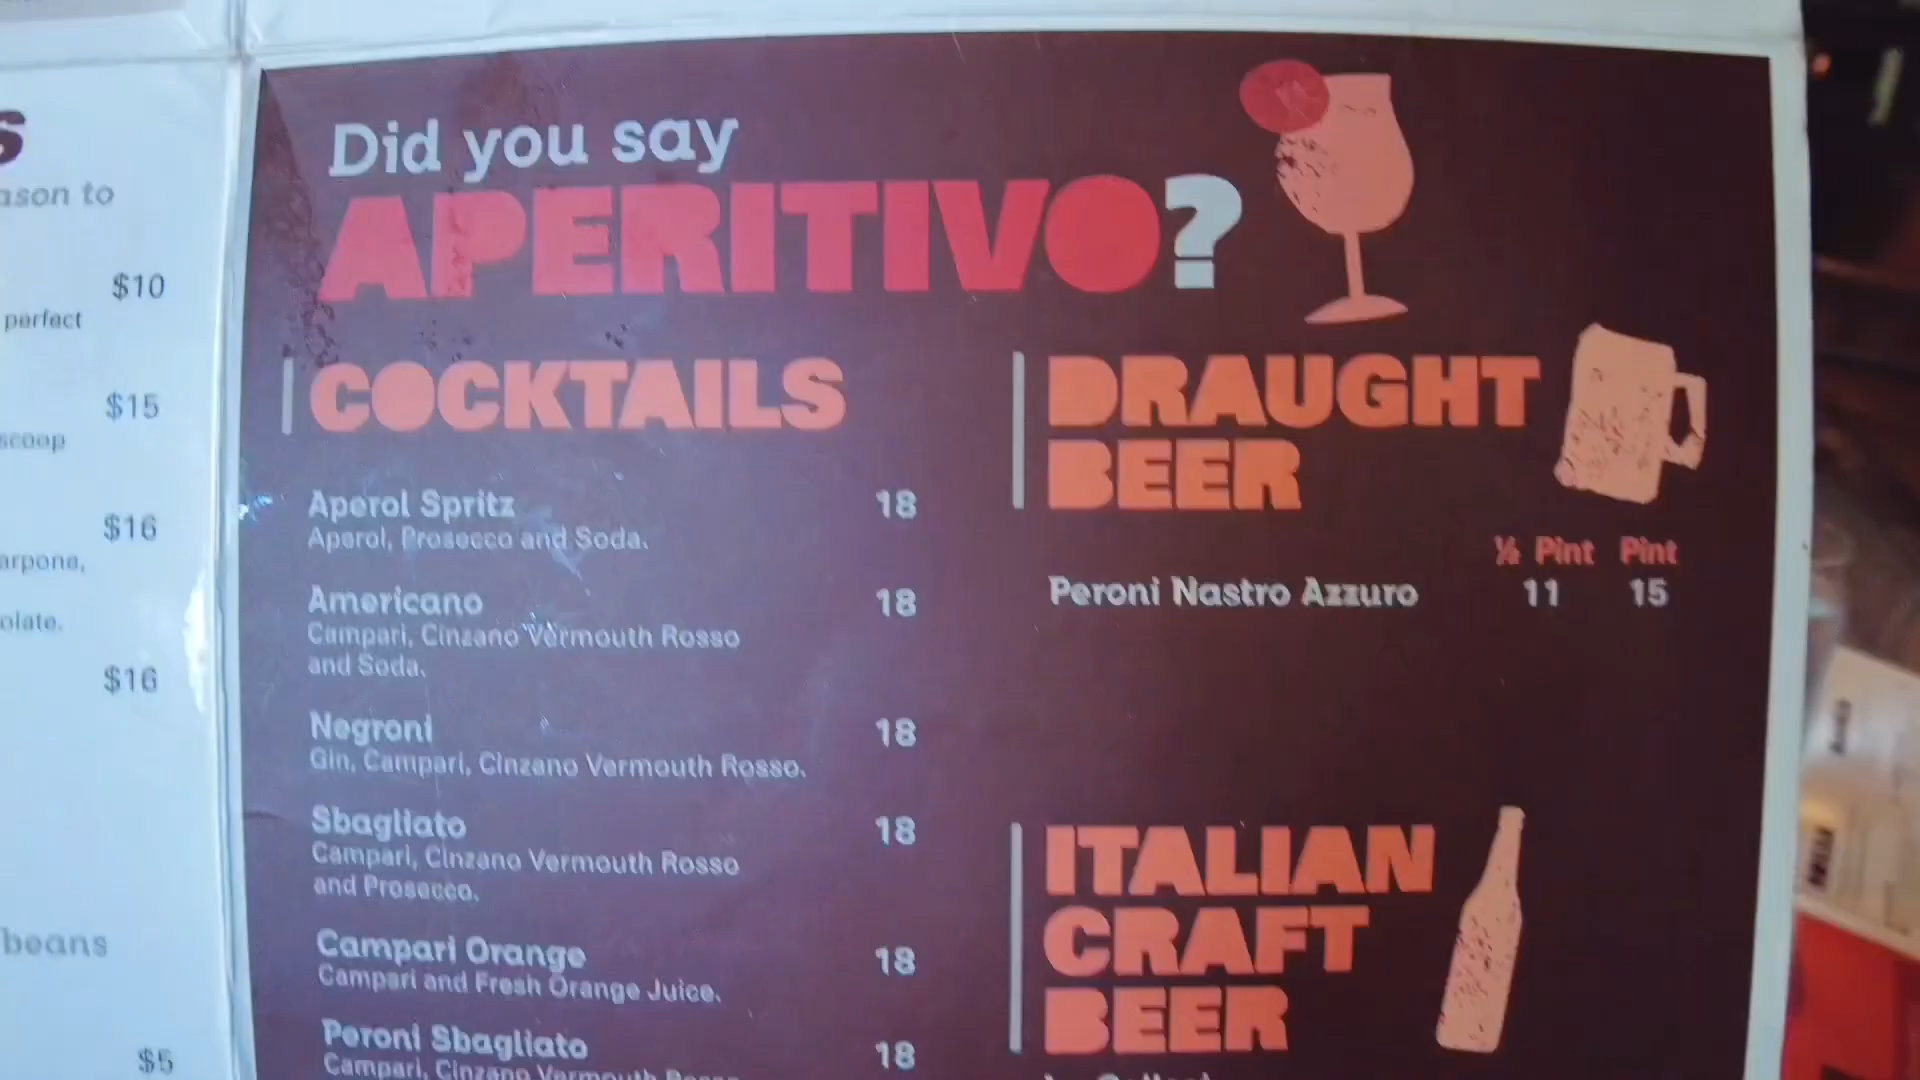 S
ason to
$10
perfect
$15
scoop
$16
arpone,
olate.
$16
beans
$5
Did you say
APERITIVO?
COCKTAILS
Aperol Spritz 18
Aperol, Prosecco and Soda.
Americano 18
Campari, Cinzano Vermouth Rosso
and Soda.
Negroni 18
Gin, Campari, Cinzano Vermouth Rosso.
Sbagliato 18
Campari, Cinzano Vermouth Rosso
and Prosecco.
Campari Orange 18
Campari and Fresh Orange Juice.
Peroni Sbagliato 18
Campari, Cinzano Vermouth Rosso
DRAUGHT
BEER
½ Pint Pint
Peroni Nastro Azzuro 11 15
ITALIAN
CRAFT
BEER